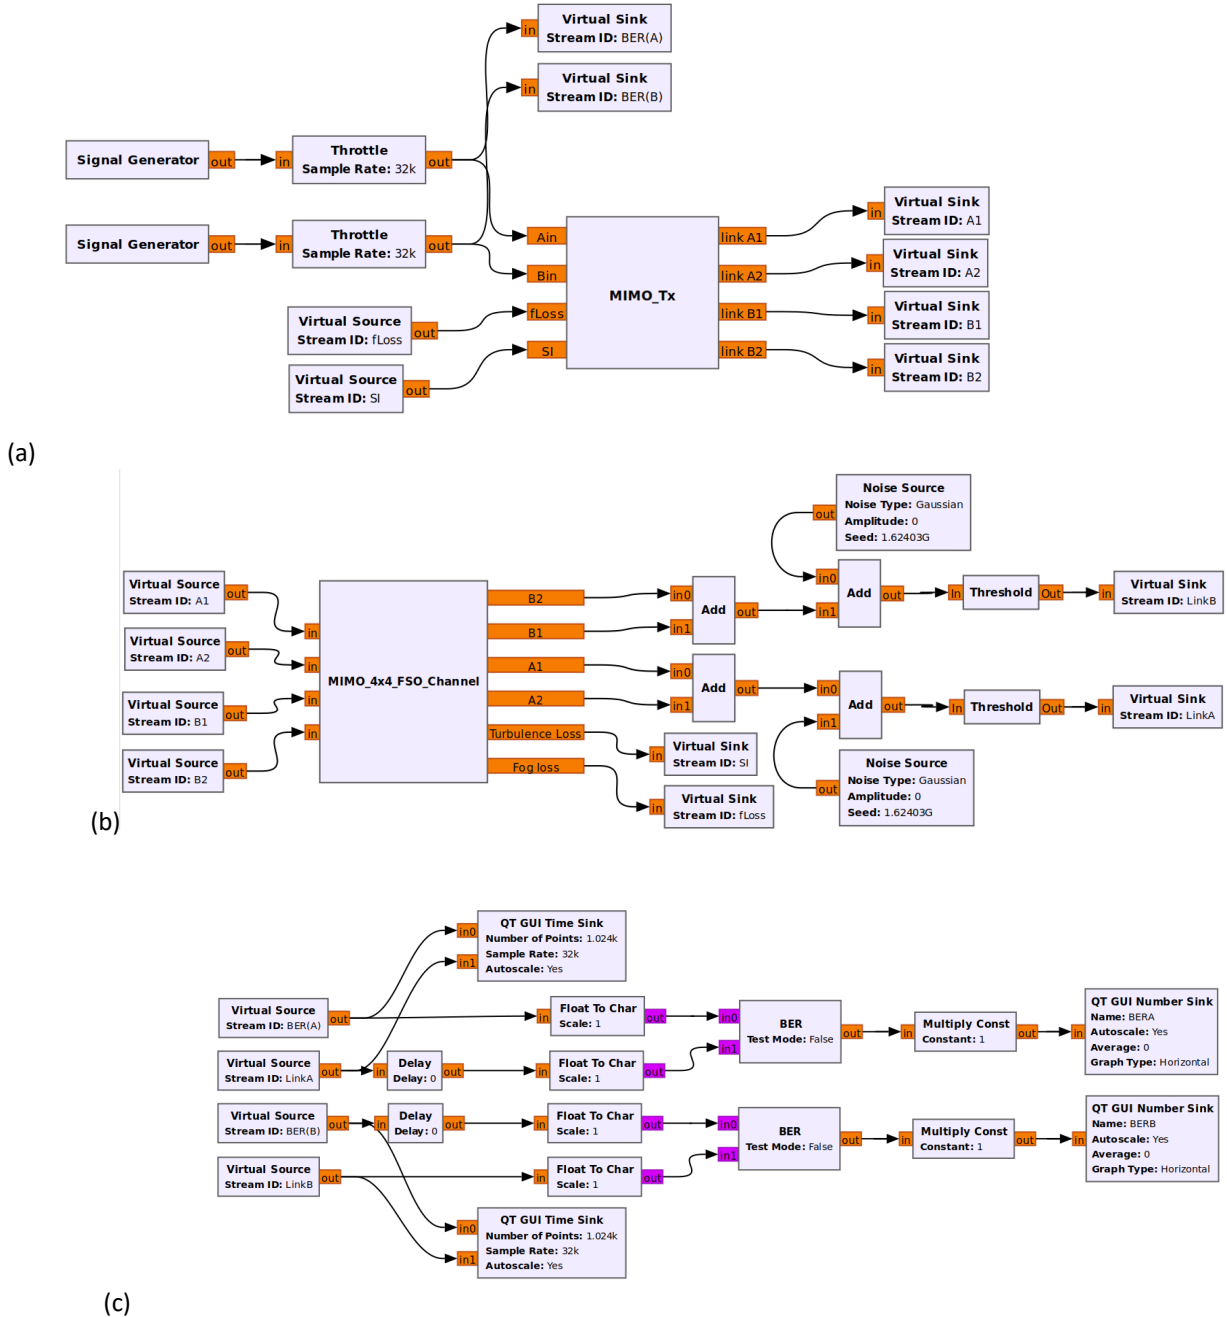 Virtual Sink
in
Stream ID: BER(A)
Virtual Sink
in
Stream ID: BER(B)
Signal Generator
out
in
Throttle
Sample Rate: 32k
out
Signal Generator
out
in
Throttle
Sample Rate: 32k
out
Virtual Source
Stream ID: fLoss
out
Virtual Source
Stream ID: SI
out
Ain
Bin
fLoss
SI
MIMO_Tx
link A1
link A2
link B1
link B2
in
Virtual Sink
Stream ID: A1
in
Virtual Sink
Stream ID: A2
in
Virtual Sink
Stream ID: B1
in
Virtual Sink
Stream ID: B2
(a)
Virtual Source
Stream ID: A1
out
Virtual Source
Stream ID: A2
out
Virtual Source
Stream ID: B1
out
Virtual Source
Stream ID: B2
out
in
in
in
in
MIMO_4x4_FSO_Channel
B2
B1
A1
A2
Turbulence Loss
Fog loss
in0
in1
Add
out
in0
in1
Add
out
in
Virtual Sink
Stream ID: SI
in
Virtual Sink
Stream ID: fLoss
Noise Source
Noise Type: Gaussian
Amplitude: 0
Seed: 1.62403G
out
in0
in1
Add
out
In
Threshold
Out
in
Virtual Sink
Stream ID: LinkB
in0
in1
Add
out
In
Threshold
Out
in
Virtual Sink
Stream ID: LinkA
Noise Source
Noise Type: Gaussian
Amplitude: 0
Seed: 1.62403G
out
(b)
in0
in1
QT GUI Time Sink
Number of Points: 1.024k
Sample Rate: 32k
Autoscale: Yes
Virtual Source
Stream ID: BER(A)
out
in
Float To Char
Scale: 1
out
Virtual Source
Stream ID: LinkA
out
in
Delay
Delay: 0
out
in
Float To Char
Scale: 1
out
in0
in1
BER
Test Mode: False
out
in
Multiply Const
Constant: 1
out
in
QT GUI Number Sink
Name: BERA
Autoscale: Yes
Average: 0
Graph Type: Horizontal
Virtual Source
Stream ID: BER(B)
out
in
Delay
Delay: 0
out
in
Float To Char
Scale: 1
out
Virtual Source
Stream ID: LinkB
out
in
Float To Char
Scale: 1
out
in0
in1
BER
Test Mode: False
out
in
Multiply Const
Constant: 1
out
in
QT GUI Number Sink
Name: BERB
Autoscale: Yes
Average: 0
Graph Type: Horizontal
in0
in1
QT GUI Time Sink
Number of Points: 1.024k
Sample Rate: 32k
Autoscale: Yes
(c)